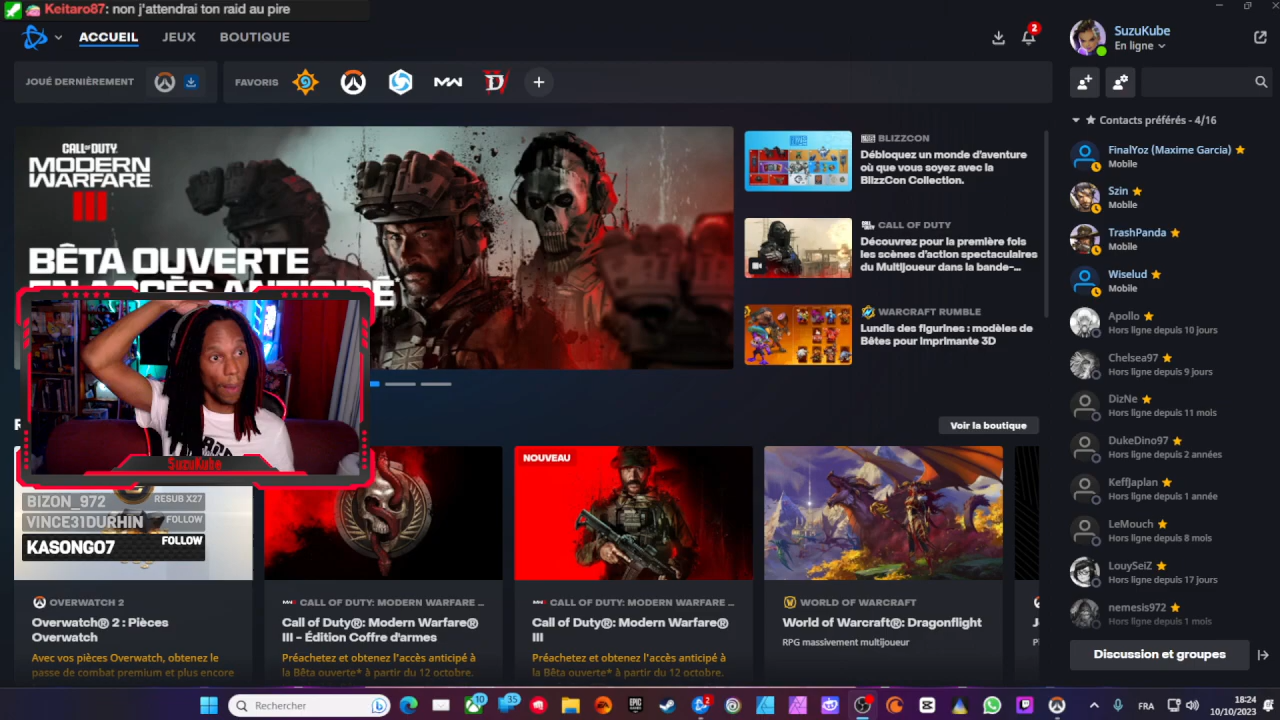 Keitaro87: non j'attendrai ton raid au pire
ACCUEIL
JEUX
BOUTIQUE
2
JOUÉ DERNIÈREMENT
FAVORIS
CALL OF DUTY
MODERN
WARFARE
III
BÊTA OUVERTE
EN ACCÈS ANTICIPÉ
BLIZZCON
Débloquez un monde d'aventure
où que vous soyez avec la
BlizzCon Collection.
CALL OF DUTY
Découvrez pour la première fois
les scènes d'action spectaculaires
du Multijoueur dans la bande-...
WARCRAFT RUMBLE
Lundis des figurines : modèles de
Bêtes pour imprimante 3D
Voir la boutique
SuzuKube
BIZON_972 RESUB X27
VINCE31DURHIN FOLLOW
KASONGO7 FOLLOW
NOUVEAU
OVERWATCH 2
Overwatch® 2 : Pièces
Overwatch
Avec vos pièces Overwatch, obtenez le
passe de combat premium et plus encore
CALL OF DUTY: MODERN WARFARE ...
Call of Duty®: Modern Warfare®
III - Édition Coffre d'armes
Préachetez et obtenez l'accès anticipé à
la Bêta ouverte* à partir du 12 octobre.
CALL OF DUTY: MODERN WARFARE ...
Call of Duty®: Modern Warfare®
III
Préachetez et obtenez l'accès anticipé à
la Bêta ouverte* à partir du 12 octobre.
WORLD OF WARCRAFT
World of Warcraft®: Dragonflight
RPG massivement multijoueur
SuzuKube
En ligne
Contacts préférés - 4/16
FinalYoz (Maxime Garcia)
Mobile
Szin
Mobile
TrashPanda
Mobile
Wiselud
Mobile
Apollo
Hors ligne depuis 10 jours
Chelsea97
Hors ligne depuis 9 jours
DizNe
Hors ligne depuis 11 mois
DukeDino97
Hors ligne depuis 2 années
KeffJaplan
Hors ligne depuis 1 année
LeMouch
Hors ligne depuis 8 mois
LouySeiZ
Hors ligne depuis 17 jours
nemesis972
Hors ligne depuis 1 mois
Discussion et groupes
Rechercher
10
35
EPIC
GAMES
2
FRA
18:24
10/10/2023